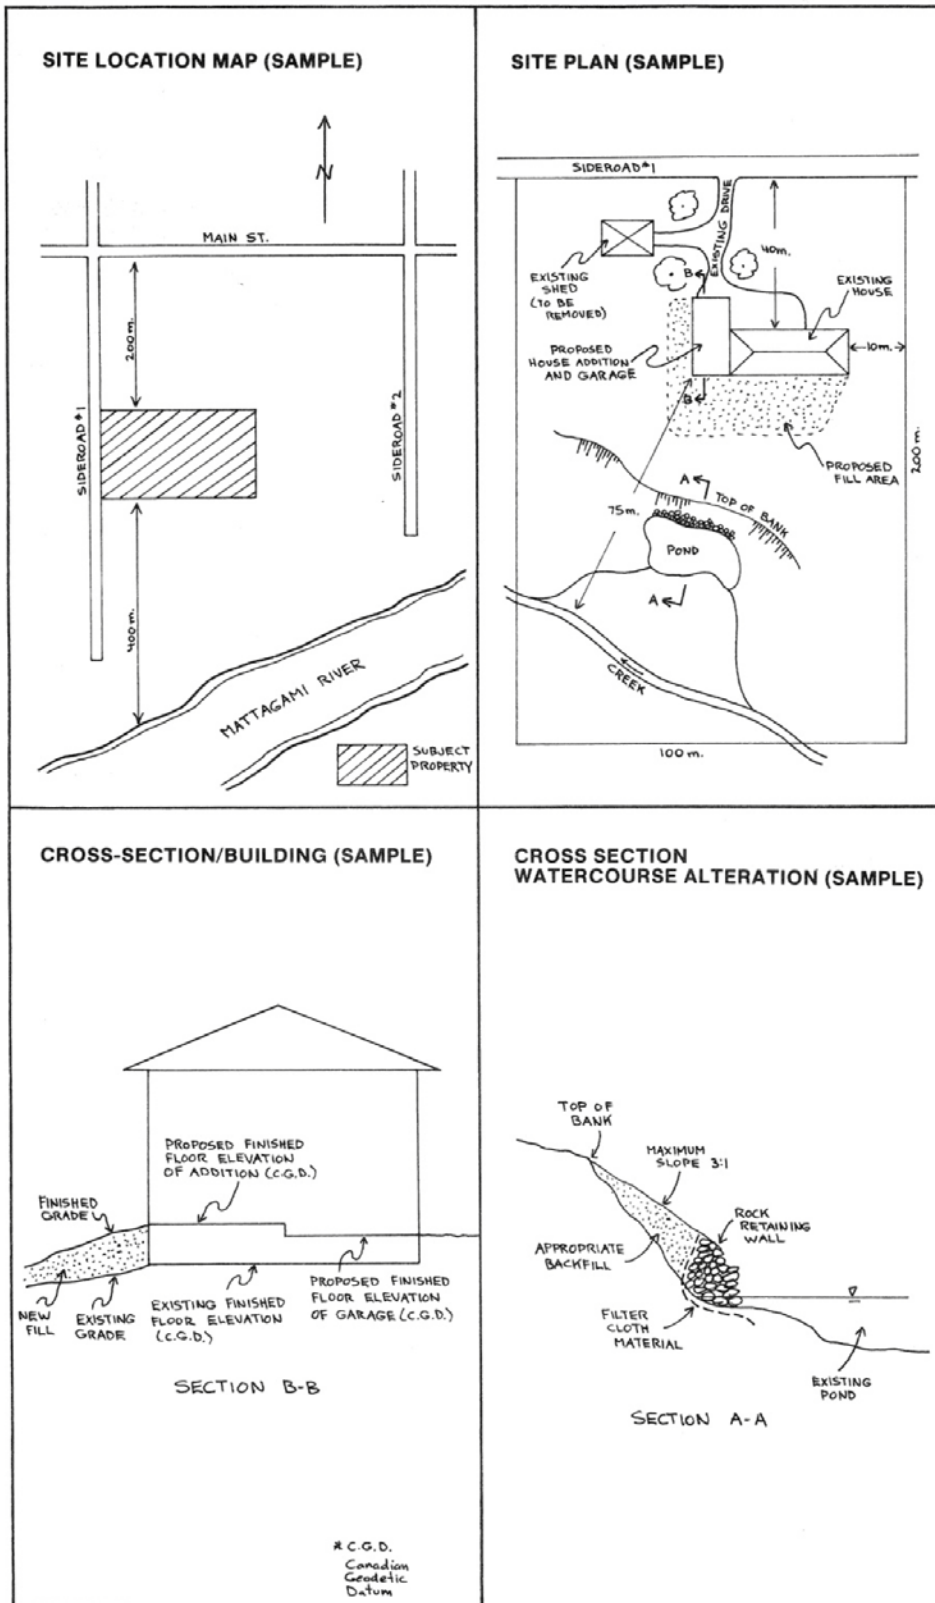 SITE LOCATION MAP (SAMPLE)
N
MAIN ST.
200m.
SIDEROAD #1
SIDEROAD #2
400m.
MATTAGAMI RIVER
SUBJECT
PROPERTY
SITE PLAN (SAMPLE)
SIDEROAD #1
EXISTING DRIVE
40m.
EXISTING
SHED
(TO BE
REMOVED)
B
EXISTING
HOUSE
10m.
PROPOSED
HOUSE ADDITION
AND GARAGE
B
200 m.
PROPOSED
FILL AREA
A
TOP OF BANK
75m.
POND
A
CREEK
100 m.
CROSS-SECTION/BUILDING (SAMPLE)
PROPOSED FINISHED
FLOOR ELEVATION
OF ADDITION (C.G.D.)
FINISHED
GRADE
NEW
FILL
EXISTING
GRADE
EXISTING FINISHED
FLOOR ELEVATION
(C.G.D.)
PROPOSED FINISHED
FLOOR ELEVATION
OF GARAGE (C.G.D.)
SECTION B-B
* C.G.D.
Canadian
Geodetic
Datum
CROSS SECTION
WATERCOURSE ALTERATION (SAMPLE)
TOP OF
BANK
MAXIMUM
SLOPE 3:1
ROCK
RETAINING
WALL
APPROPRIATE
BACKFILL
FILTER
CLOTH
MATERIAL
EXISTING
POND
SECTION A-A